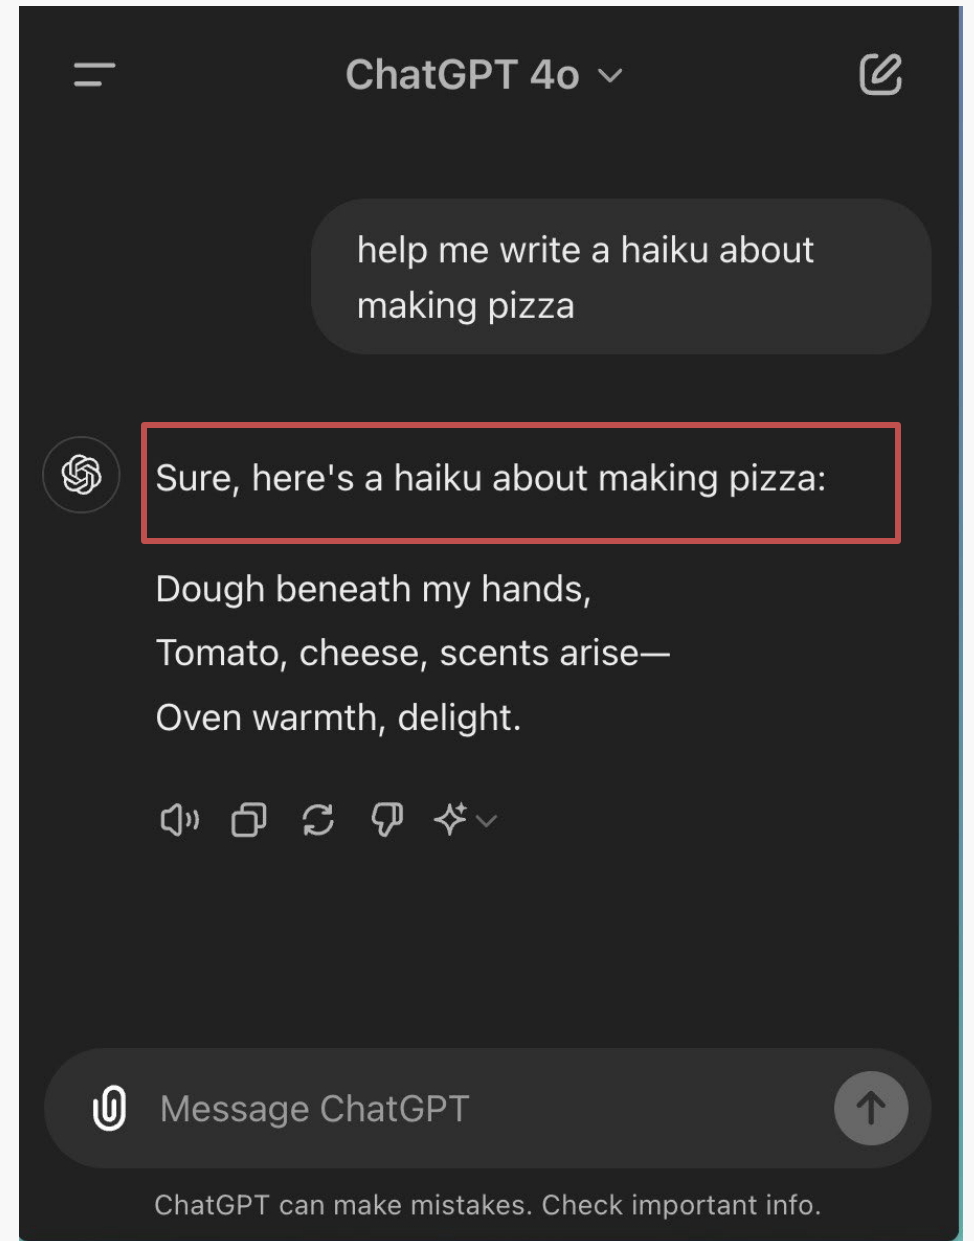 ChatGPT 4o
help me write a haiku about
making pizza
Sure, here's a haiku about making pizza:
Dough beneath my hands,
Tomato, cheese, scents arise—
Oven warmth, delight.
Message ChatGPT
ChatGPT can make mistakes. Check important info.